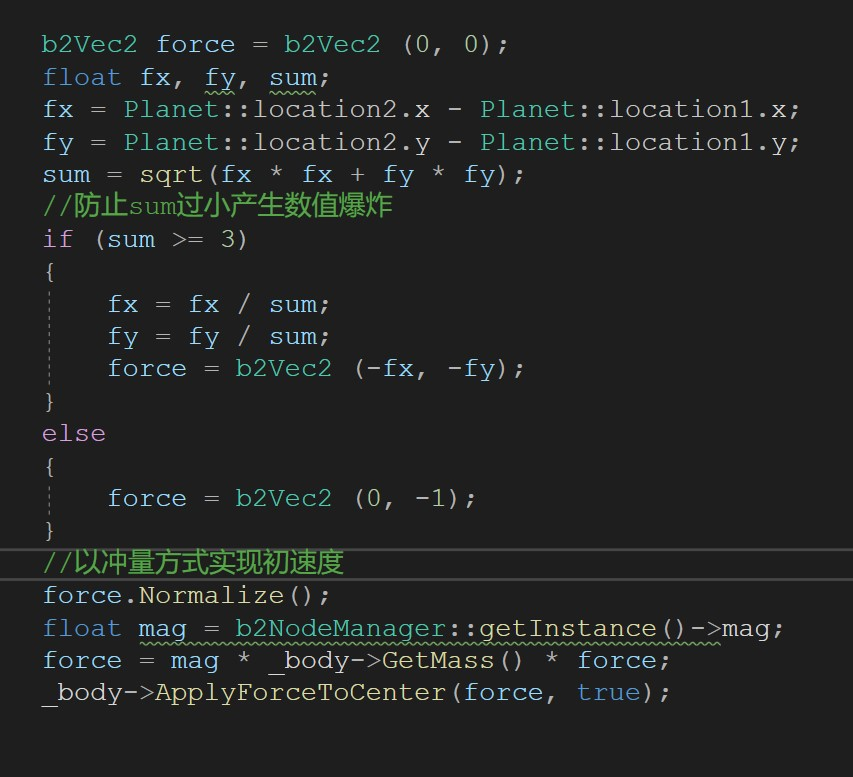 b2Vec2 force = b2Vec2 (0, 0);
float fx, fy, sum;
fx = Planet::location2.x - Planet::location1.x;
fy = Planet::location2.y - Planet::location1.y;
sum = sqrt(fx * fx + fy * fy);
//防止sum过小产生数值爆炸
if (sum >= 3)
{
fx = fx / sum;
fy = fy / sum;
force = b2Vec2 (-fx, -fy);
}
else
{
force = b2Vec2 (0, -1);
}
//以冲量方式实现初速度
force.Normalize();
float mag = b2NodeManager::getInstance()->mag;
force = mag * _body->GetMass() * force;
_body->ApplyForceToCenter(force, true);